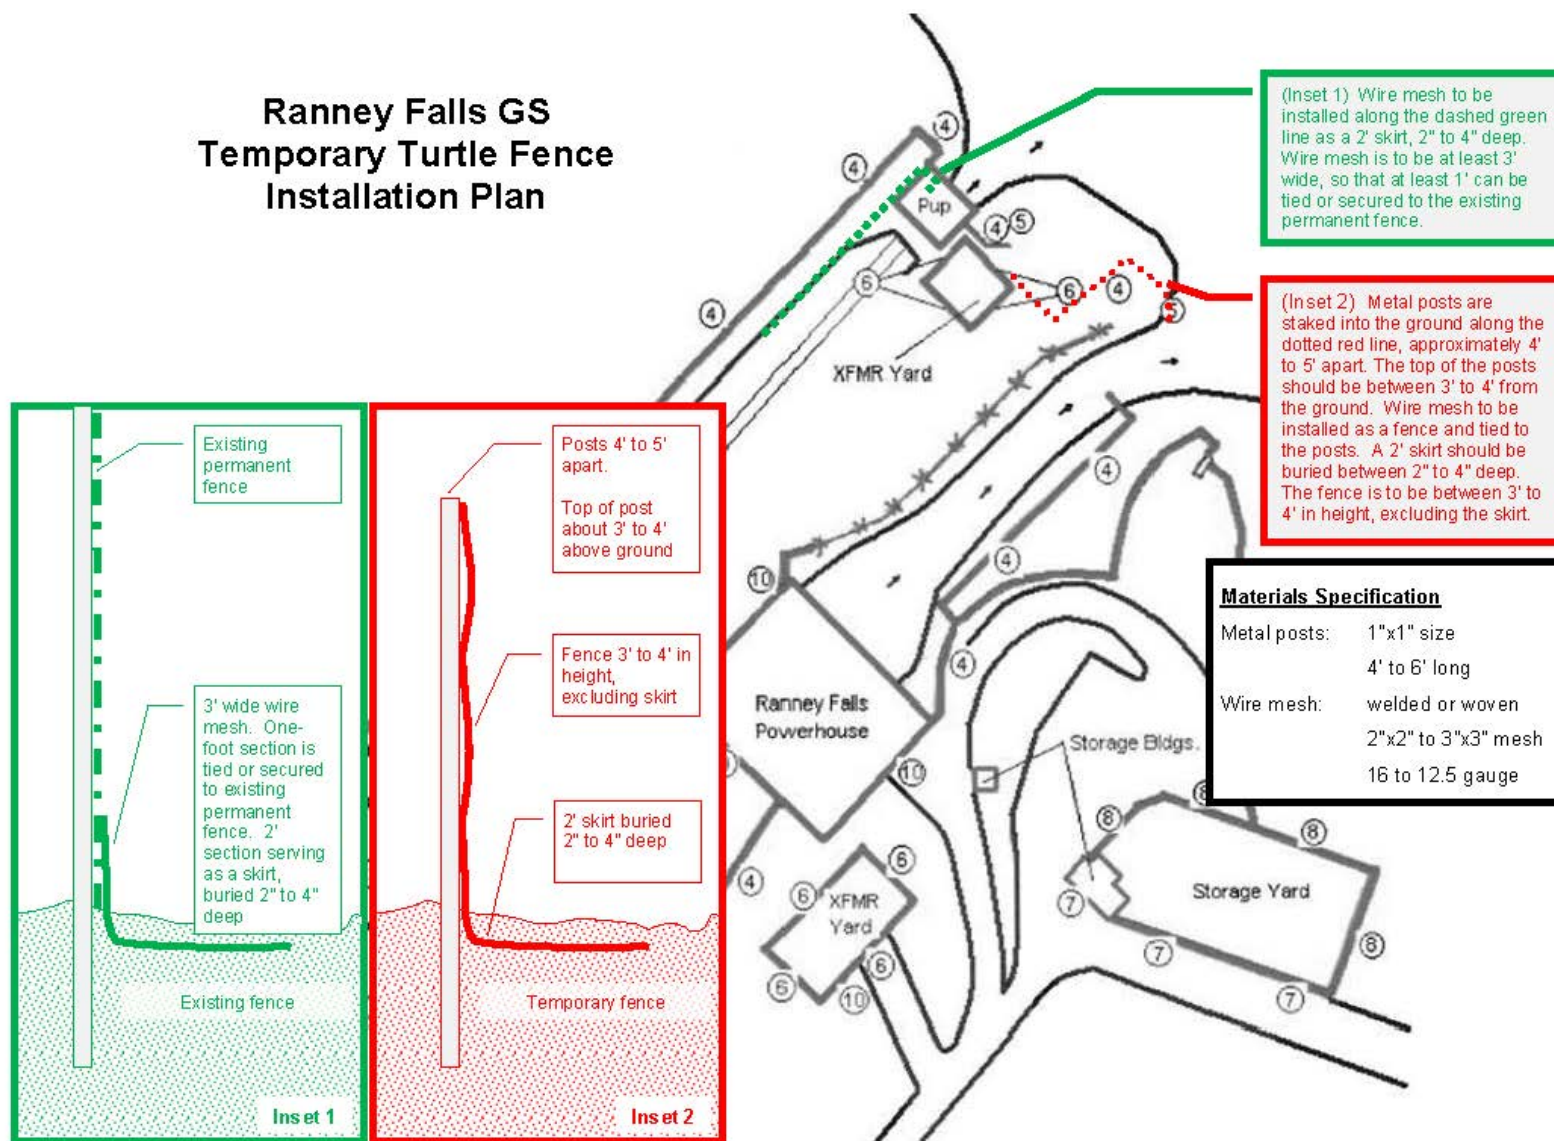 Ranney Falls GS
Temporary Turtle Fence
Installation Plan
(Inset 1) Wire mesh to be
installed along the dashed green
line as a 2' skirt, 2" to 4" deep.
Wire mesh is to be at least 3'
wide, so that at least 1' can be
tied or secured to the existing
permanent fence.
(Inset 2) Metal posts are
staked into the ground along the
dotted red line, approximately 4'
to 5' apart. The top of the posts
should be between 3' to 4' from
the ground. Wire mesh to be
installed as a fence and tied to
the posts. A 2' skirt should be
buried between 2" to 4" deep.
The fence is to be between 3' to
4' in height, excluding the skirt.
Materials Specification
Metal posts: 1"x1" size
4' to 6' long
Wire mesh: welded or woven
2"x2" to 3"x3" mesh
16 to 12.5 gauge
Existing
permanent
fence
3' wide wire
mesh. One-
foot section is
tied or secured
to existing
permanent
fence. 2'
section serving
as a skirt,
buried 2" to 4"
deep
Existing fence
Inset 1
Posts 4' to 5'
apart.
Top of post
about 3' to 4'
above ground
Fence 3' to 4' in
height,
excluding skirt
2' skirt buried
2" to 4" deep
Temporary fence
Inset 2
4
4
Pup
4
5
6
6
4
5
4
XFMR Yard
4
10
4
4
Ranney Falls
Powerhouse
10
Storage Bldgs.
4
6
6
XFMR
Yard
6
6
10
8
8
8
Storage Yard
7
7
8
7